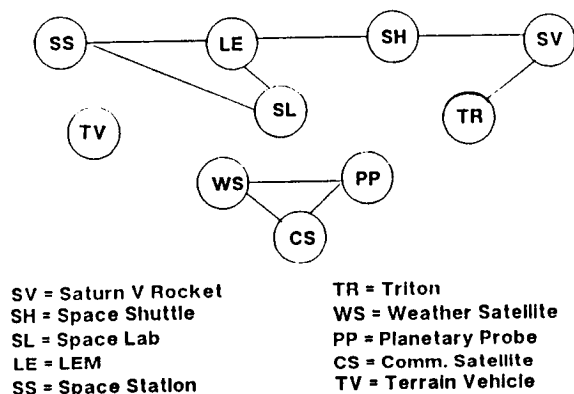 SS
LE
SH
SV
SL
TV
TR
WS
PP
CS
SV = Saturn V Rocket
SH = Space Shuttle
SL = Space Lab
LE = LEM
SS = Space Station
TR = Triton
WS = Weather Satellite
PP = Planetary Probe
CS = Comm. Satellite
TV = Terrain Vehicle